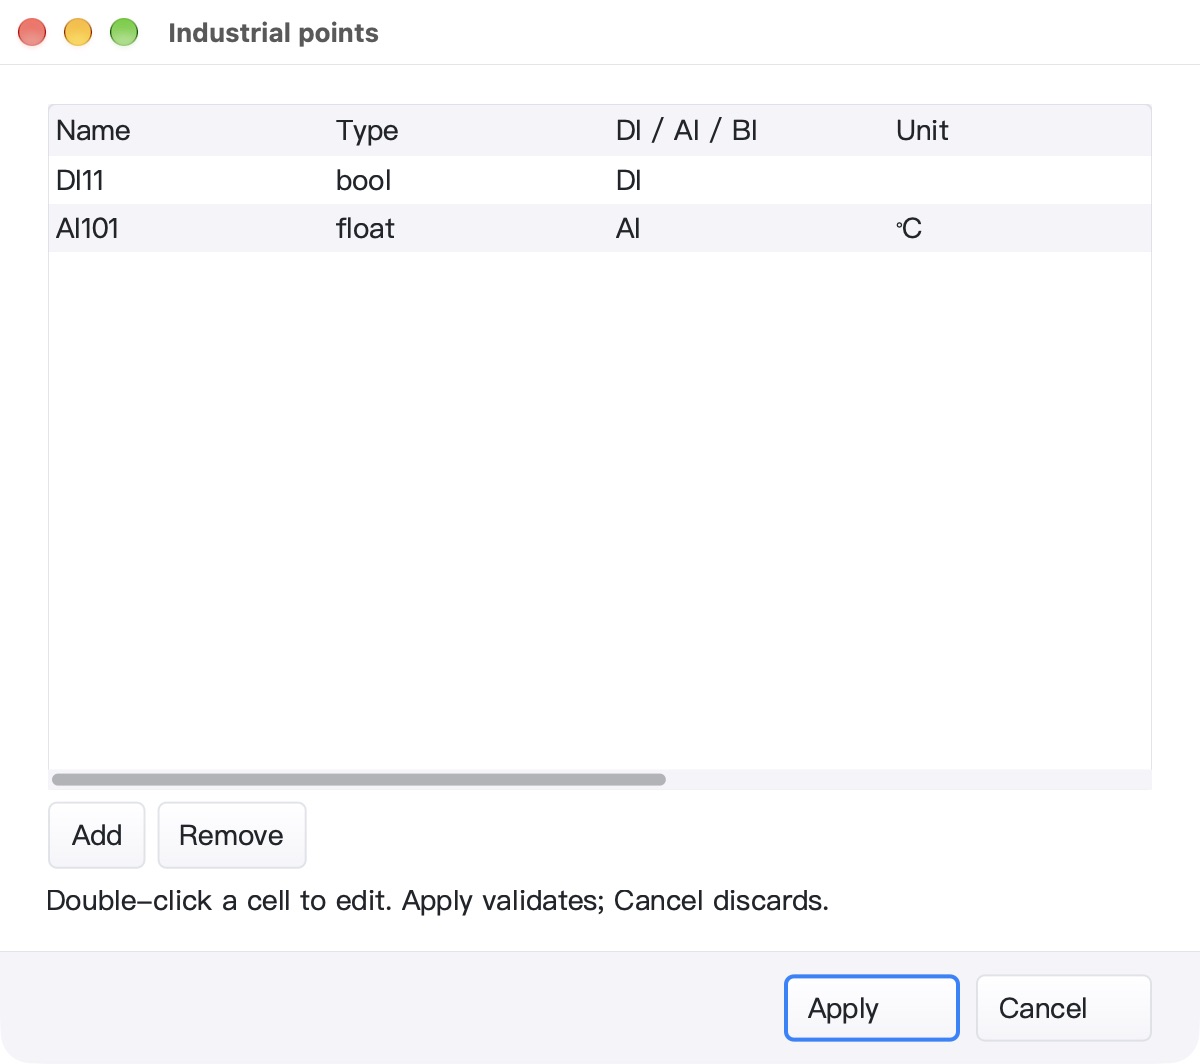 Industrial points
Name Type DI / AI / BI Unit
DI11 bool DI
AI101 float AI °C
Add Remove
Double-click a cell to edit. Apply validates; Cancel discards.
Apply Cancel